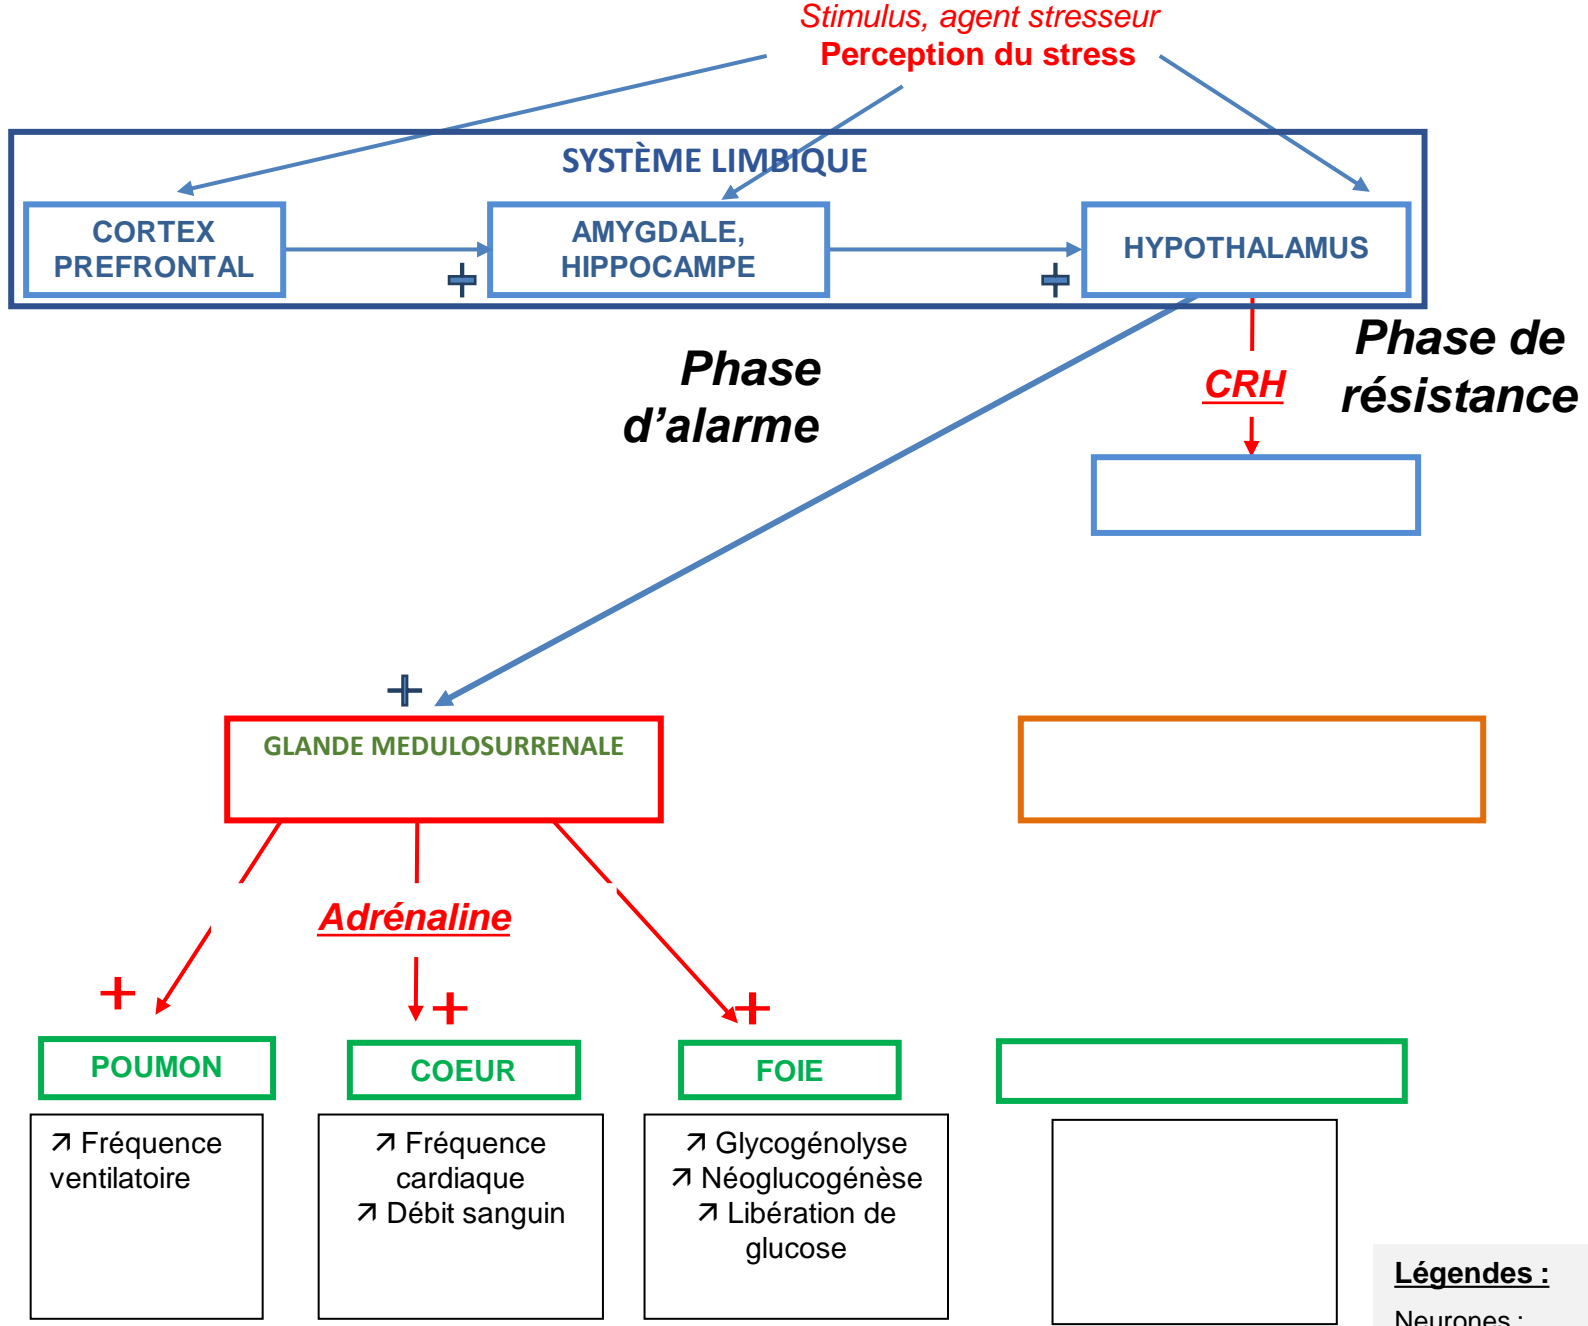 Stimulus, agent stresseur
Perception du stress
SYSTÈME LIMBIQUE
CORTEX
PREFRONTAL
AMYGDALE,
HIPPOCAMPE
HYPOTHALAMUS
Phase
d’alarme
CRH
Phase de
résistance
GLANDE MEDULOSURRENALE
Adrénaline
POUMON
COEUR
FOIE
↗ Fréquence
ventilatoire
↗ Fréquence
cardiaque
↗ Débit sanguin
↗ Glycogénolyse
↗ Néoglucogénèse
↗ Libération de
glucose
Légendes :
Neurones :